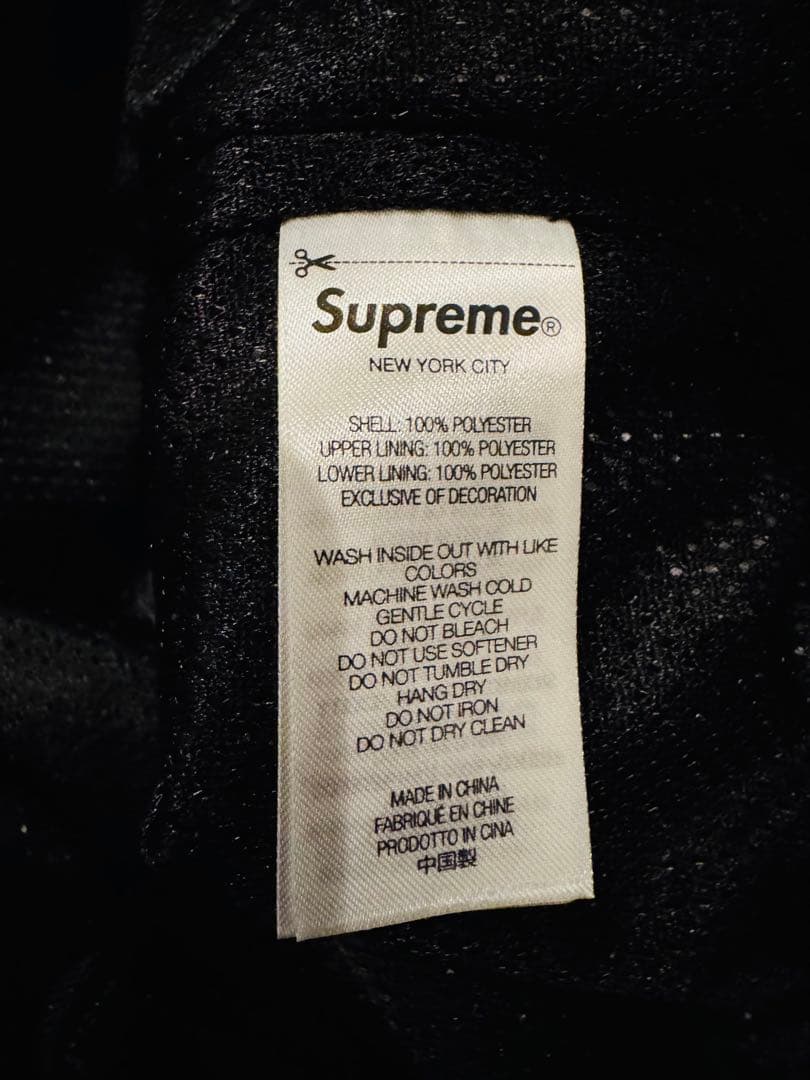 Supreme®
NEW YORK CITY
SHELL: 100% POLYESTER
UPPER LINING: 100% POLYESTER
LOWER LINING: 100% POLYESTER
EXCLUSIVE OF DECORATION
WASH INSIDE OUT WITH LIKE
COLORS
MACHINE WASH COLD
GENTLE CYCLE
DO NOT BLEACH
DO NOT USE SOFTENER
DO NOT TUMBLE DRY
HANG DRY
DO NOT IRON
DO NOT DRY CLEAN
MADE IN CHINA
FABRIQUÉ EN CHINE
PRODOTTO IN CINA
中国製